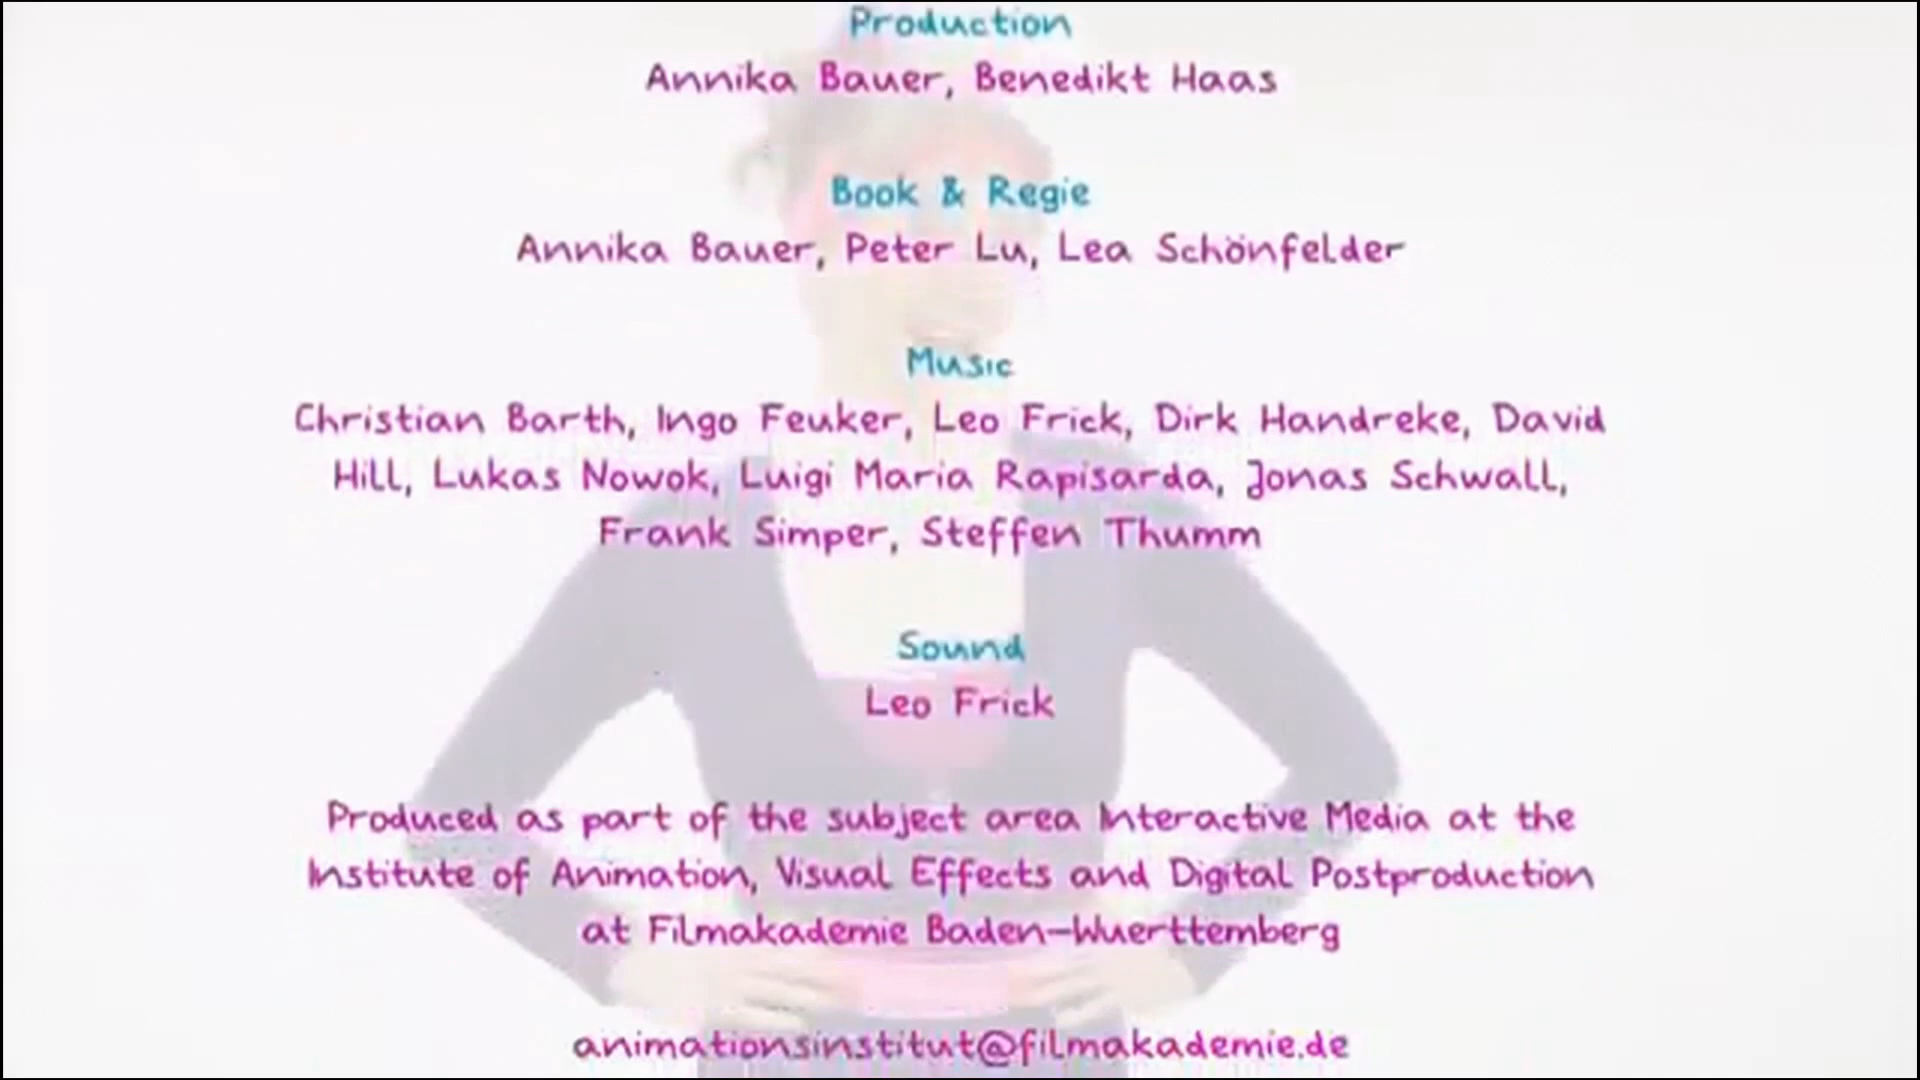 Production
Annika Bauer, Benedikt Haas
Book & Regie
Annika Bauer, Peter Lu, Lea Schönfelder
Music
Christian Barth, Ingo Feuker, Leo Frick, Dirk Handreke, David
Hill, Lukas Nowok, Luigi Maria Rapisarda, Jonas Schwall,
Frank Simper, Steffen Thumm
Sound
Leo Frick
Produced as part of the subject area Interactive Media at the
Institute of Animation, Visual Effects and Digital Postproduction
at Filmakademie Baden-Wuerttemberg
animationsinstitut@filmakademie.de